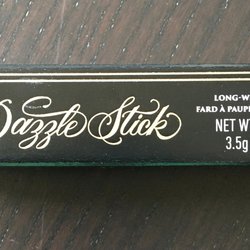 Dazzle Stick
LONG-W
FARD À PAUPI
NET W
3.5g